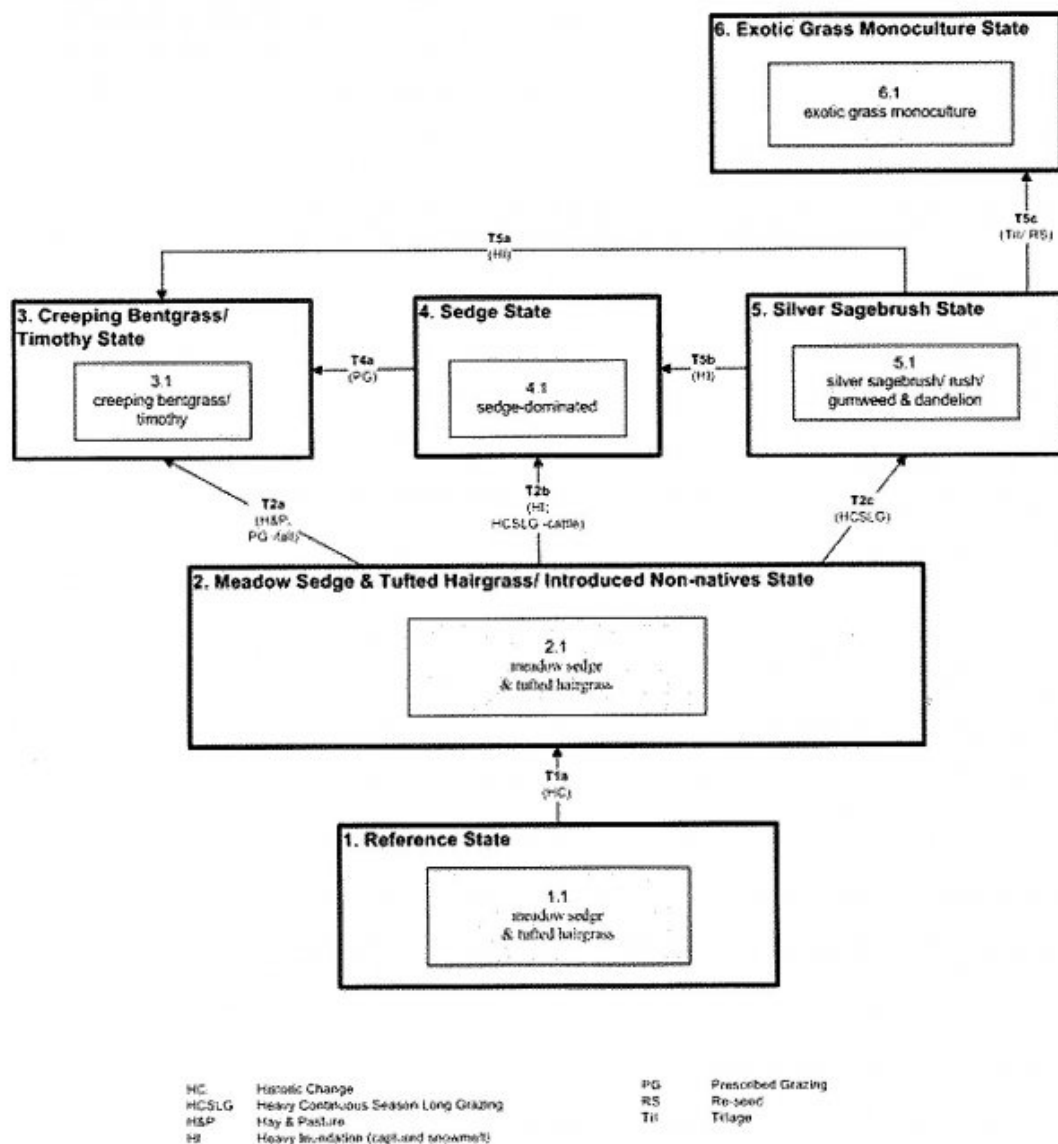 6. Exotic Grass Monoculture State
6.1
exotic grass monoculture
T5c
(Til/ RS)
T5a
(HI)
3. Creeping Bentgrass/
Timothy State
3.1
creeping bentgrass/
timothy
T4a
(PG)
4. Sedge State
4.1
sedge-dominated
T5b
(HI)
5. Silver Sagebrush State
5.1
silver sagebrush/ rush/
gumweed & dandelion
T2a
(H&P;
PG -fall)
T2b
(HI;
HCSLG -cattle)
T2c
(HCSLG)
2. Meadow Sedge & Tufted Hairgrass/ Introduced Non-natives State
2.1
meadow sedge
& tufted hairgrass
T1a
(HC)
1. Reference State
1.1
meadow sedge
& tufted hairgrass
HC Historic Change
HCSLG Heavy Continuous Season Long Grazing
H&P Hay & Pasture
HI Heavy Inundation (capt and snowmelt)
PG Prescribed Grazing
RS Re-seed
Til Tillage